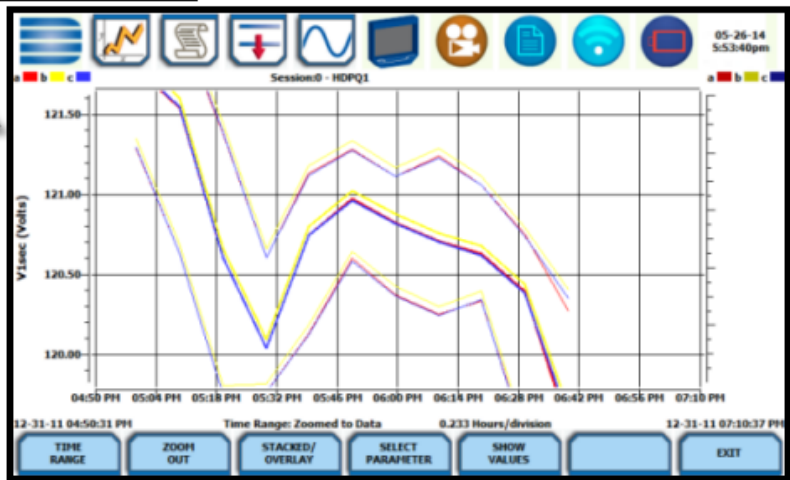 05-26-14
5:53:40pm
a b c
Session:0 - HDPQ1
a b c
121.50
121.00
120.50
120.00
V1sec (Volts)
04:50 PM 05:04 PM 05:18 PM 05:32 PM 05:46 PM 06:00 PM 06:14 PM 06:28 PM 06:42 PM 06:56 PM 07:10 PM
12-31-11 04:50:31 PM Time Range: Zoomed to Data 0.233 Hours/division 12-31-11 07:10:37 PM
TIME RANGE
ZOOM OUT
STACKED/ OVERLAY
SELECT PARAMETER
SHOW VALUES
EXIT